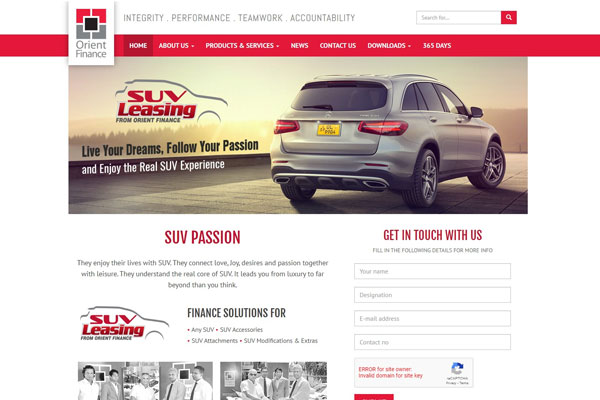 Orient
Finance
INTEGRITY . PERFORMANCE . TEAMWORK . ACCOUNTABILITY
Search for...
HOME ABOUT US PRODUCTS & SERVICES NEWS CONTACT US DOWNLOADS 365 DAYS
SUV
Leasing
FROM ORIENT FINANCE
Live Your Dreams, Follow Your Passion
and Enjoy the Real SUV Experience
SUV PASSION
They enjoy their lives with SUV. They connect love, Joy, desires and passion together
with leisure. They understand the real core of SUV. It leads you from luxury to far
beyond than you think.
SUV
Leasing
FROM ORIENT FINANCE
FINANCE SOLUTIONS FOR
• Any SUV • SUV Accessories
• SUV Attachments • SUV Modifications & Extras
GET IN TOUCH WITH US
FILL IN THE FOLLOWING DETAILS FOR MORE INFO
Your name
Designation
E-mail address
Contact no
ERROR for site owner:
Invalid domain for site key
reCAPTCHA
Privacy - Terms